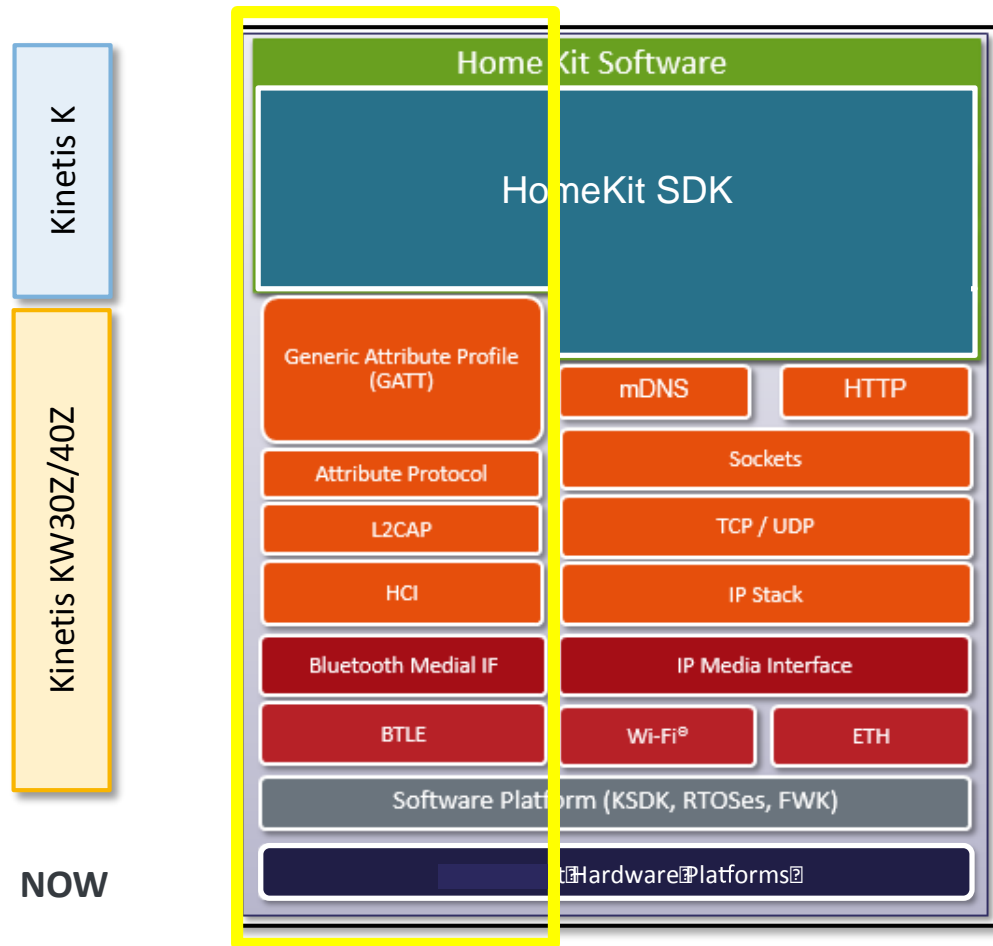 Kinetis K
Kinetis KW30Z/40Z
NOW
Home Kit Software
HomeKit SDK
Generic Attribute Profile
(GATT)
Attribute Protocol
L2CAP
HCI
Bluetooth Medial IF
BTLE
mDNS
HTTP
Sockets
TCP / UDP
IP Stack
IP Media Interface
Wi-Fi®
ETH
Software Platform (KSDK, RTOSes, FWK)
Hardware Platforms